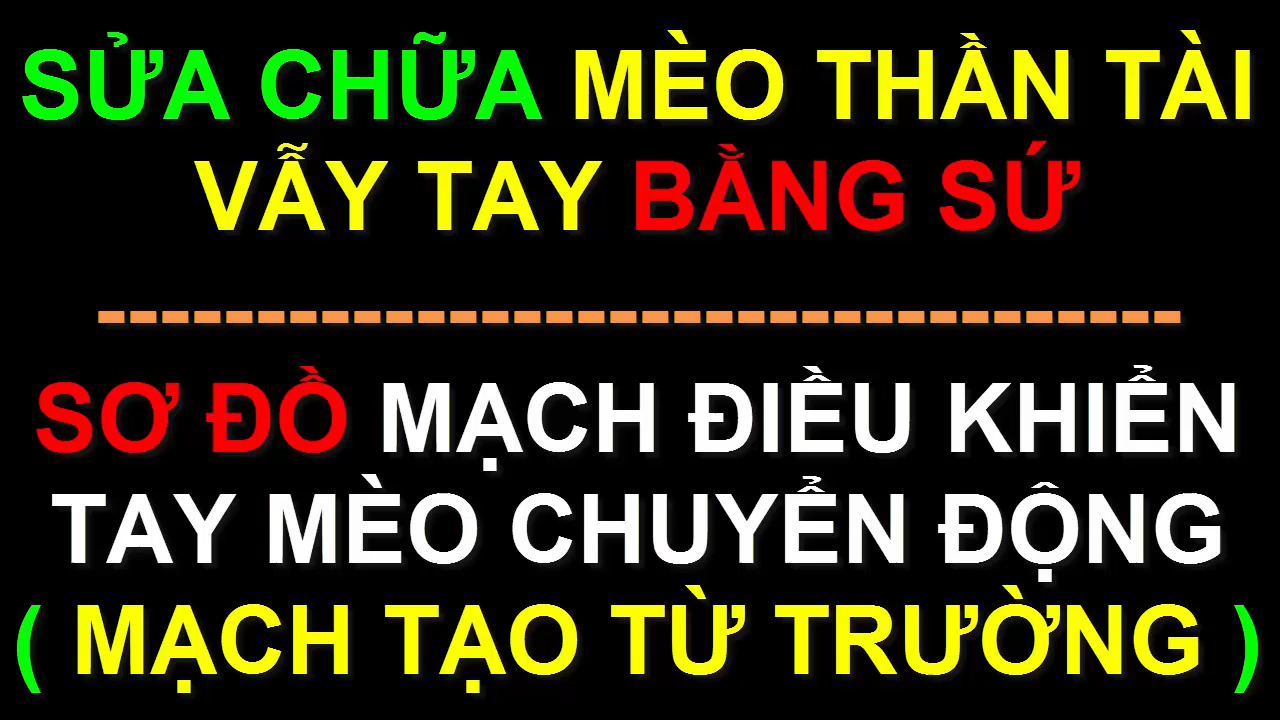 SỬA CHỮA MÈO THẦN TÀI
VẪY TAY BẰNG SỨ
----------------------------------
SƠ ĐỒ MẠCH ĐIỀU KHIỂN
TAY MÈO CHUYỂN ĐỘNG
( MẠCH TẠO TỪ TRƯỜNG )